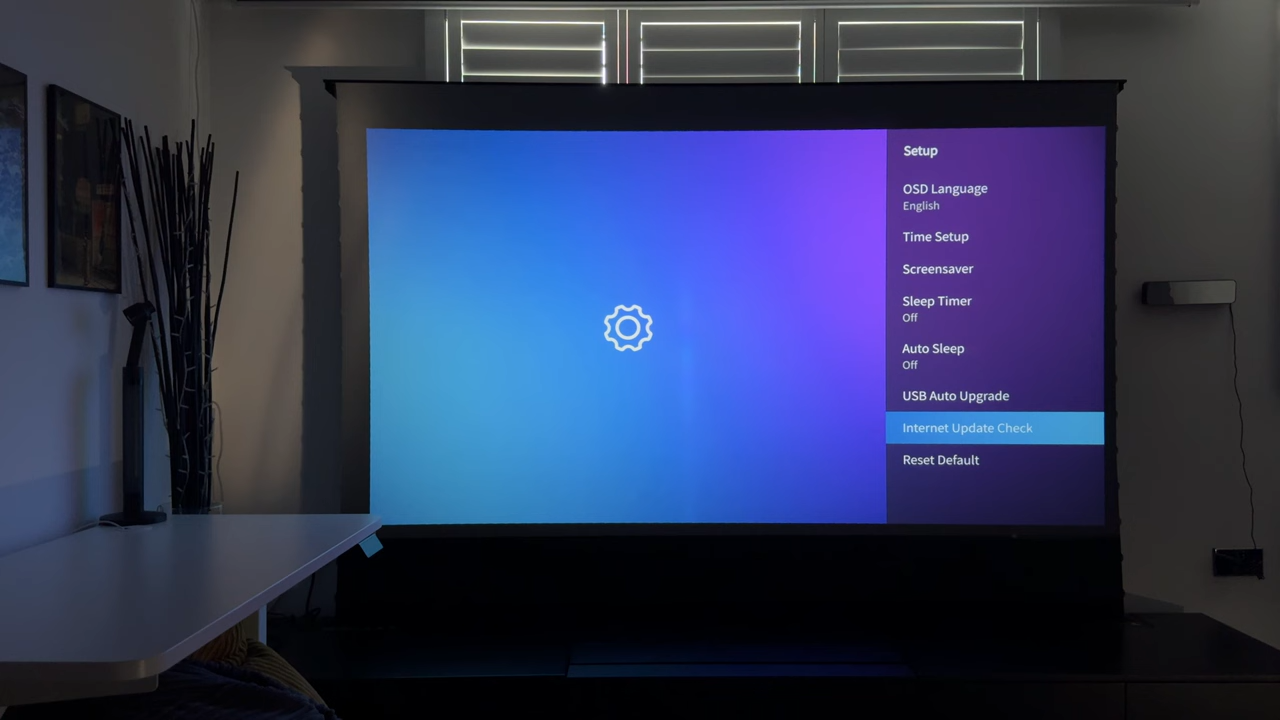 Setup
OSD Language
English
Time Setup
Screensaver
Sleep Timer
Off
Auto Sleep
Off
USB Auto Upgrade
Internet Update Check
Reset Default